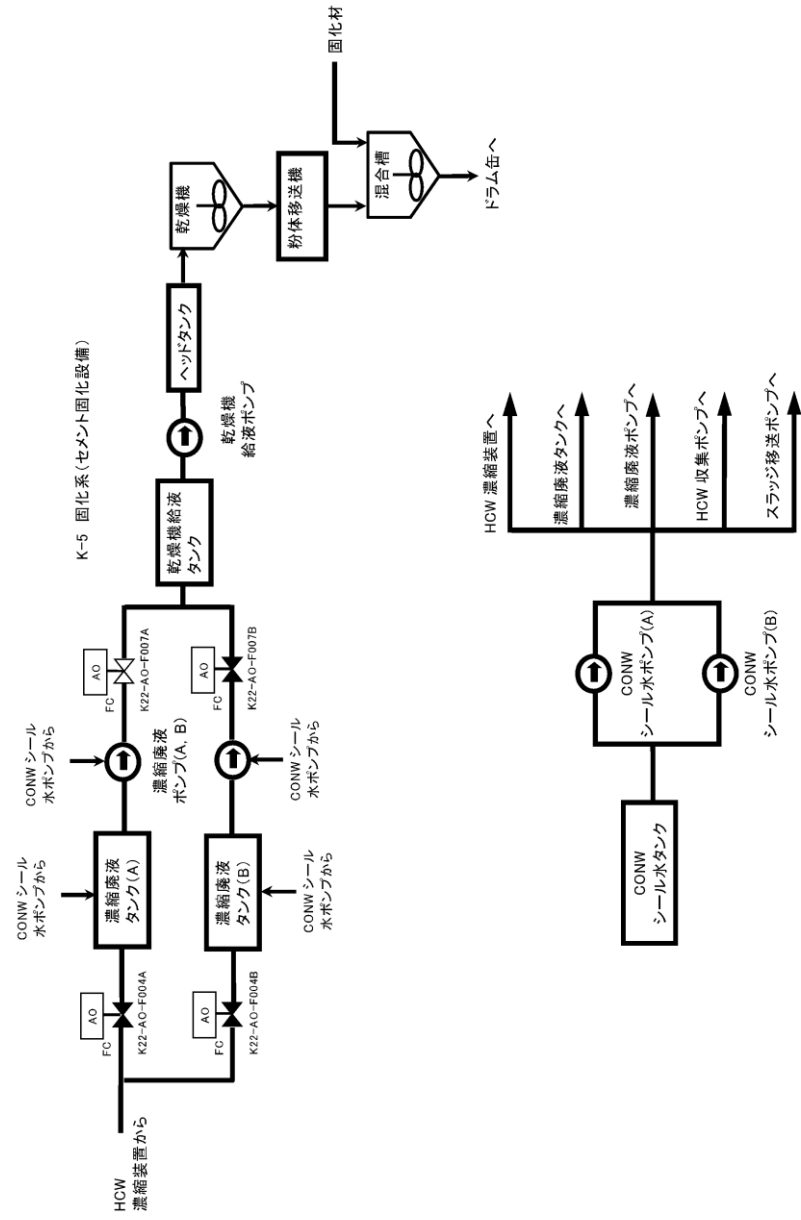 K-5 固化系(セメント固化設備)
HCW
濃縮装置から
AO
FC
K22-AO-F004A
AO
FC
K22-AO-F004B
CONW シール
水ポンプから
濃縮廃液
タンク(A)
濃縮廃液
タンク(B)
CONW シール
水ポンプから
CONW シール
水ポンプから
濃縮廃液
ポンプ(A, B)
CONW シール
水ポンプから
AO
FC
K22-AO-F007A
AO
FC
K22-AO-F007B
乾燥機給液
タンク
乾燥機
給液ポンプ
ヘッドタンク
乾燥機
粉体移送機
固化材
混合槽
ドラム缶へ
CONW
シール水タンク
CONW
シール水ポンプ(A)
CONW
シール水ポンプ(B)
HCW 濃縮装置へ
濃縮廃液タンクへ
濃縮廃液ポンプへ
HCW 収集ポンプへ
スラッジ移送ポンプへ